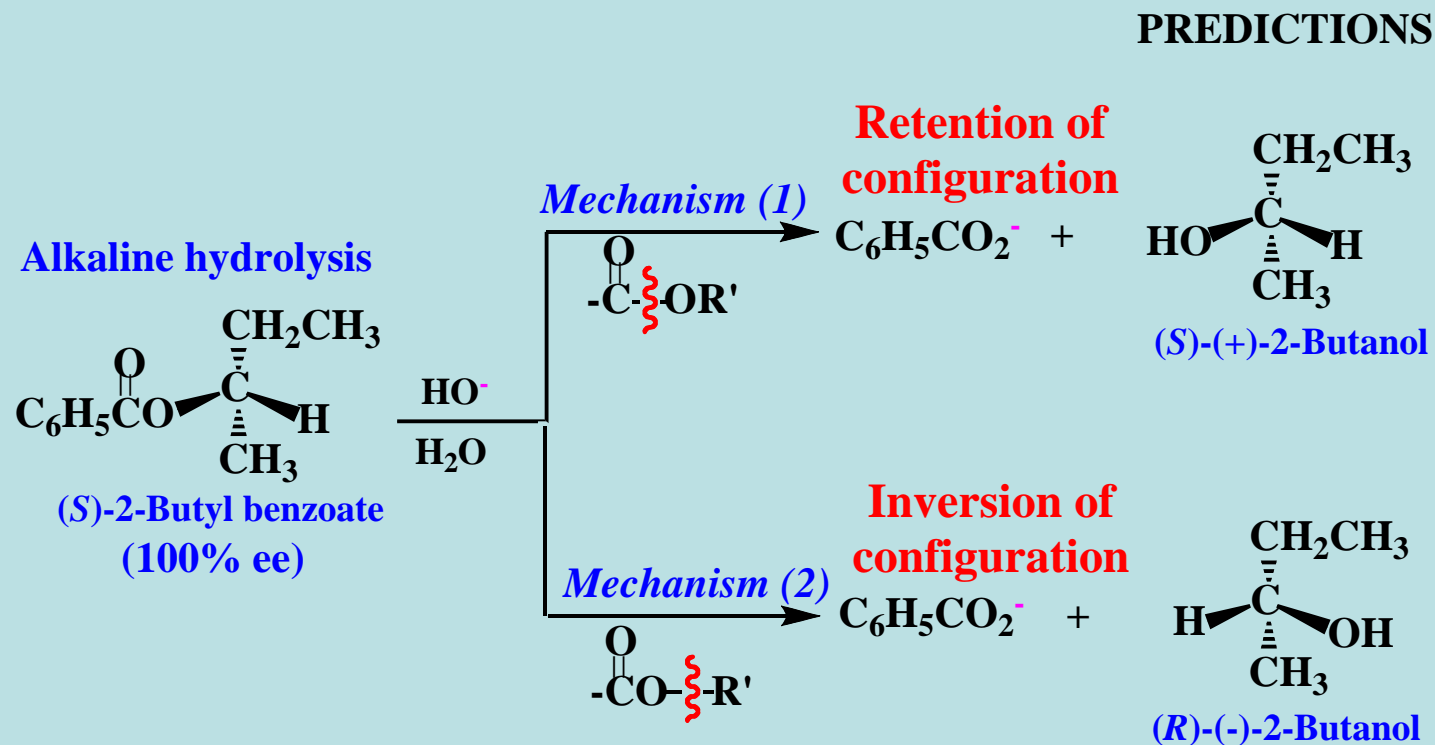 PREDICTIONS
Alkaline hydrolysis
O
C₆H₅CO
CH₂CH₃
C
H
CH₃
(S)-2-Butyl benzoate
(100% ee)
HO⁻
H₂O
Mechanism (1)
O
-C-OR'
Retention of
configuration
C₆H₅CO₂⁻ +
CH₂CH₃
HO C H
CH₃
(S)-(+)-2-Butanol
Mechanism (2)
O
-CO-R'
Inversion of
configuration
C₆H₅CO₂⁻ +
CH₂CH₃
H C OH
CH₃
(R)-(-)-2-Butanol